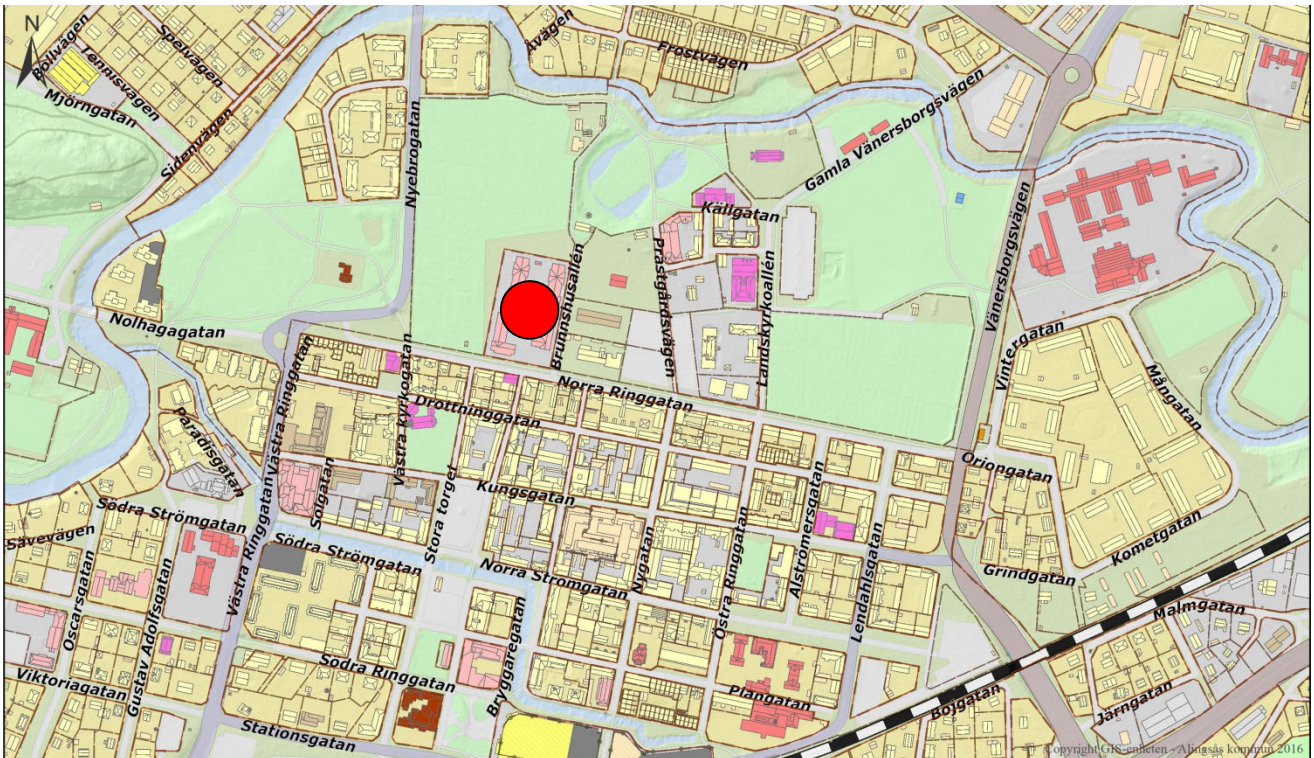 N
Bollvägen
Tennisvägen
Spelvägen
Mjörngatan
Sidenvägen
Nyebrogatan
Åvägen
Frostvägen
Gamla Vänersborgsvägen
Källgatan
Prästgårdsvägen
Landskyrkoallén
Brunnshusallén
Vänersborgsvägen
Vintergatan
Mångatan
Nolhagagatan
Västra Ringgatan
Västra kyrkogatan
Norra Ringgatan
Drottninggatan
Paradisgatan
Oriongatan
Solgatan
Kungsgatan
Stora torget
Södra Strömgatan
Sävevägen
Västra Ringgatan
Södra Strömgatan
Norra Strömgatan
Nygatan
Östra Ringgatan
Alströmersgatan
Lendahlsgatan
Grindgatan
Kometgatan
Malmgatan
Oscarsgatan
Gustav Adolfsgatan
Viktoriagatan
Södra Ringgatan
Bryggaregatan
Stationsgatan
Plangatan
Bojgatan
Järngatan
Copyright GIS-enheten - Alingsås kommun 2016